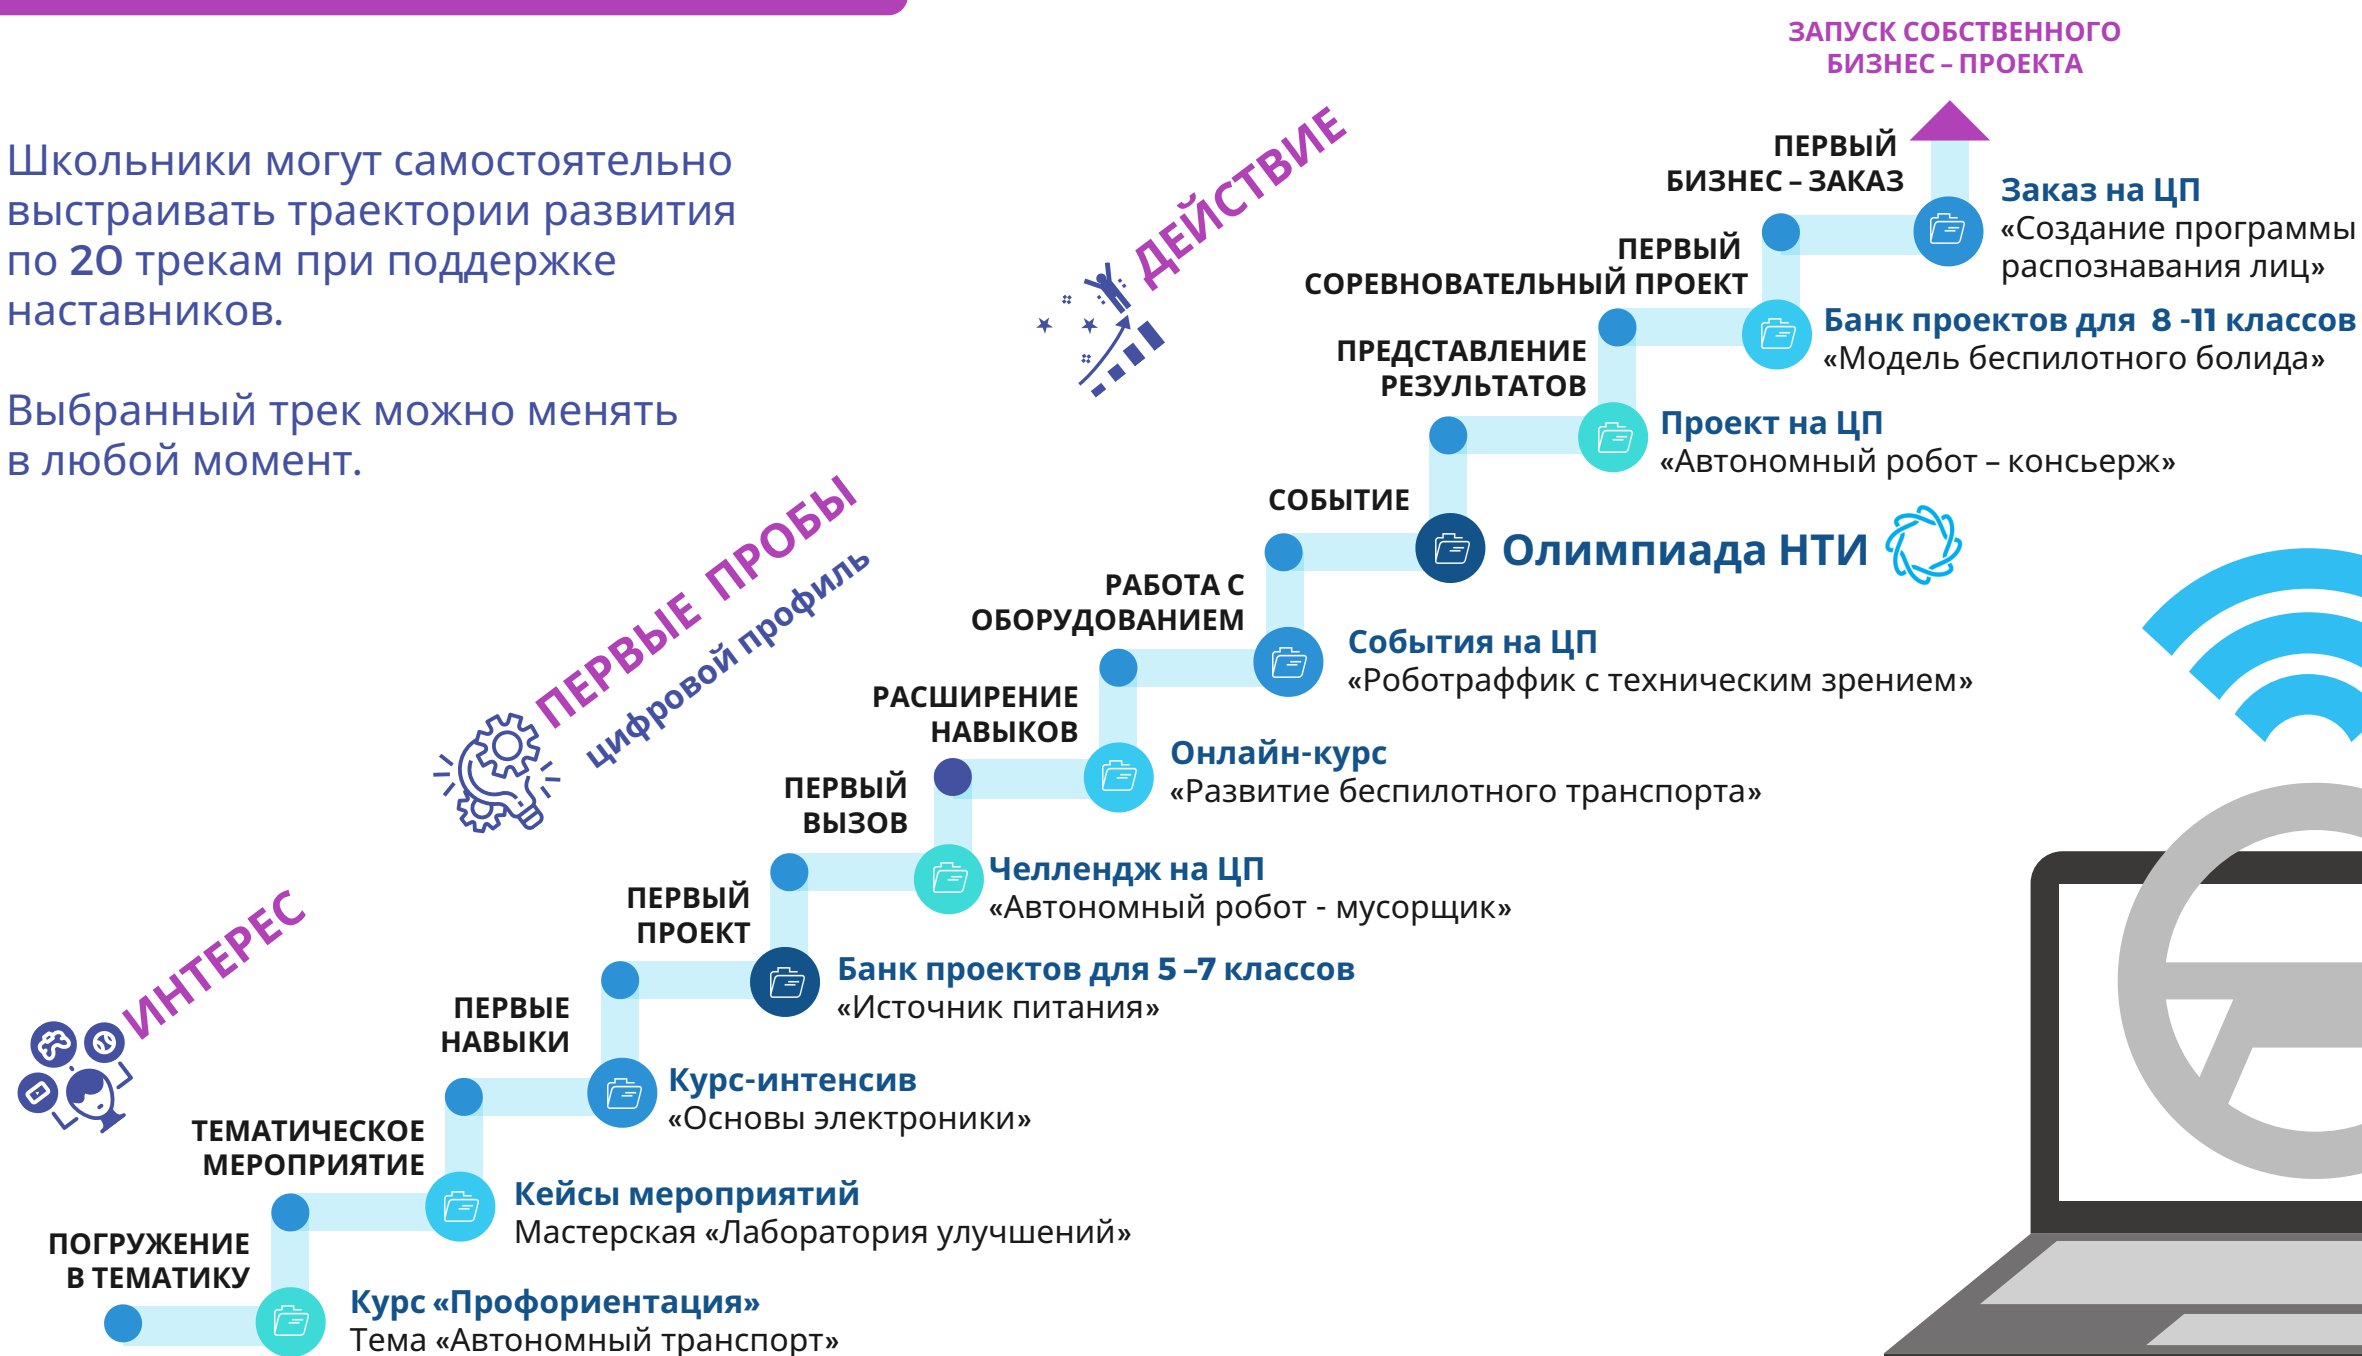 ЗАПУСК СОБСТВЕННОГО
БИЗНЕС – ПРОЕКТА
Школьники могут самостоятельно
выстраивать траектории развития
по 20 трекам при поддержке
наставников.
Выбранный трек можно менять
в любой момент.
ДЕЙСТВИЕ
ПЕРВЫЙ
БИЗНЕС – ЗАКАЗ
Заказ на ЦП
«Создание программы
распознавания лиц»
ПЕРВЫЙ
СОРЕВНОВАТЕЛЬНЫЙ ПРОЕКТ
Банк проектов для 8 -11 классов
«Модель беспилотного болида»
ПРЕДСТАВЛЕНИЕ
РЕЗУЛЬТАТОВ
Проект на ЦП
«Автономный робот – консьерж»
СОБЫТИЕ
Олимпиада НТИ
ПЕРВЫЕ ПРОБЫ
цифровой профиль
РАБОТА С
ОБОРУДОВАНИЕМ
События на ЦП
«Роботраффик с техническим зрением»
РАСШИРЕНИЕ
НАВЫКОВ
Онлайн-курс
«Развитие беспилотного транспорта»
ПЕРВЫЙ
ВЫЗОВ
Челлендж на ЦП
«Автономный робот - мусорщик»
ПЕРВЫЙ
ПРОЕКТ
Банк проектов для 5 –7 классов
«Источник питания»
ИНТЕРЕС
ПЕРВЫЕ
НАВЫКИ
Курс-интенсив
«Основы электроники»
ТЕМАТИЧЕСКОЕ
МЕРОПРИЯТИЕ
Кейсы мероприятий
Мастерская «Лаборатория улучшений»
ПОГРУЖЕНИЕ
В ТЕМАТИКУ
Курс «Профориентация»
Тема «Автономный транспорт»